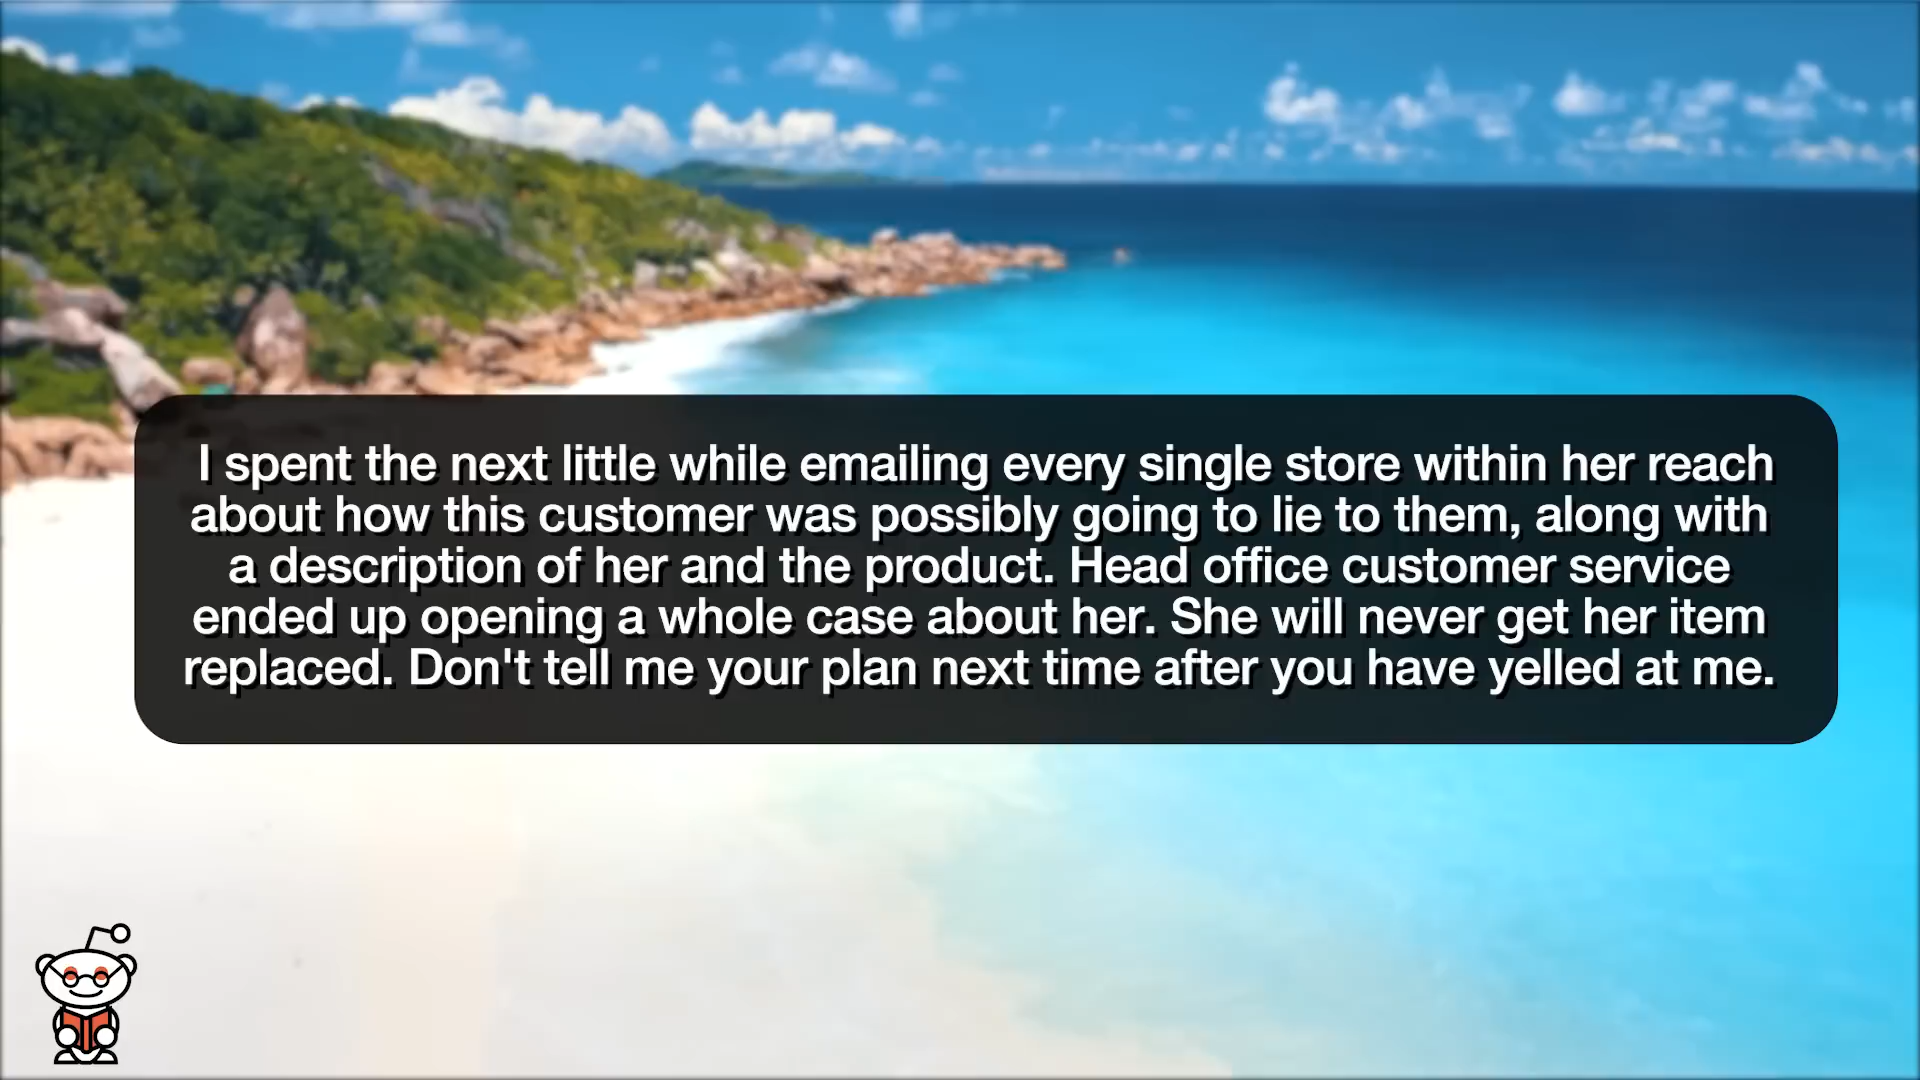 I spent the next little while emailing every single store within her reach
about how this customer was possibly going to lie to them, along with
a description of her and the product. Head office customer service
ended up opening a whole case about her. She will never get her item
replaced. Don't tell me your plan next time after you have yelled at me.